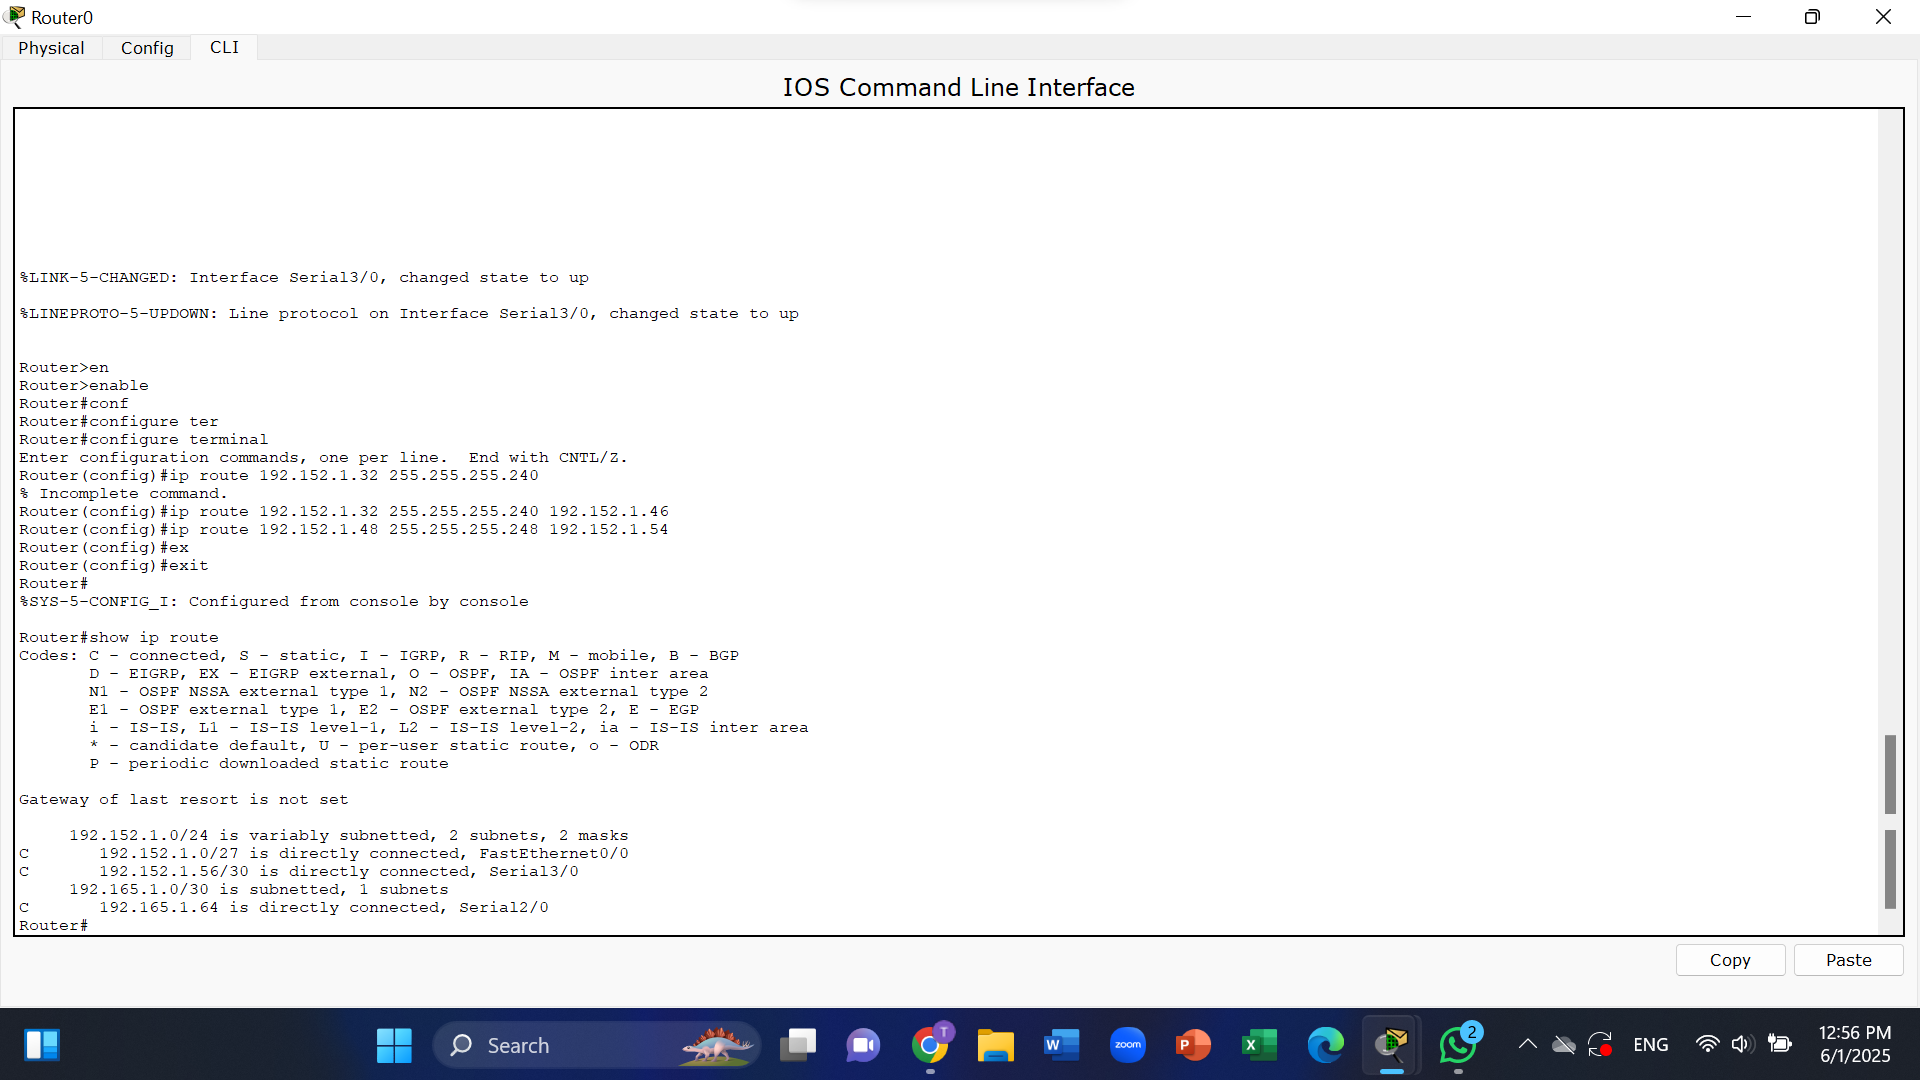 Router0
Physical Config CLI
IOS Command Line Interface
%LINK-5-CHANGED: Interface Serial3/0, changed state to up
%LINEPROTO-5-UPDOWN: Line protocol on Interface Serial3/0, changed state to up
Router>en
Router>enable
Router#conf
Router#configure ter
Router#configure terminal
Enter configuration commands, one per line.  End with CNTL/Z.
Router(config)#ip route 192.152.1.32 255.255.255.240
% Incomplete command.
Router(config)#ip route 192.152.1.32 255.255.255.240 192.152.1.46
Router(config)#ip route 192.152.1.48 255.255.255.248 192.152.1.54
Router(config)#ex
Router(config)#exit
Router#
%SYS-5-CONFIG_I: Configured from console by console
Router#show ip route
Codes: C - connected, S - static, I - IGRP, R - RIP, M - mobile, B - BGP
D - EIGRP, EX - EIGRP external, O - OSPF, IA - OSPF inter area
N1 - OSPF NSSA external type 1, N2 - OSPF NSSA external type 2
E1 - OSPF external type 1, E2 - OSPF external type 2, E - EGP
i - IS-IS, L1 - IS-IS level-1, L2 - IS-IS level-2, ia - IS-IS inter area
* - candidate default, U - per-user static route, o - ODR
P - periodic downloaded static route
Gateway of last resort is not set
192.152.1.0/24 is variably subnetted, 2 subnets, 2 masks
C 192.152.1.0/27 is directly connected, FastEthernet0/0
C 192.152.1.56/30 is directly connected, Serial3/0
192.165.1.0/30 is subnetted, 1 subnets
C 192.165.1.64 is directly connected, Serial2/0
Router#
Copy Paste
Search T W zoom P X 2 ENG 12:56 PM
6/1/2025